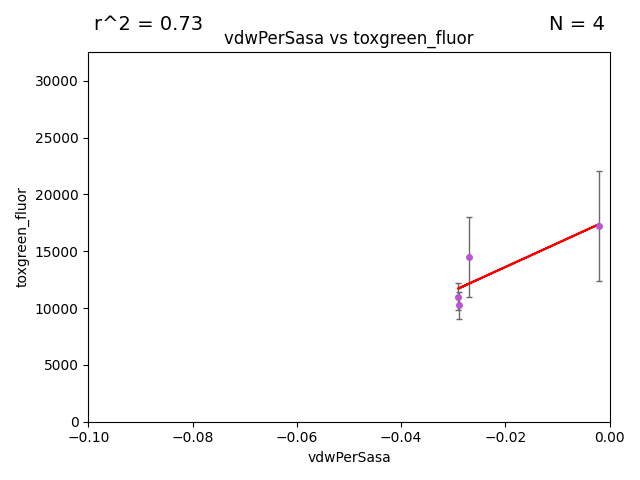 r^2 = 0.73
N = 4
vdwPerSasa vs toxgreen_fluor
30000
25000
20000
15000
10000
5000
0
toxgreen_fluor
−0.10
−0.08
−0.06
−0.04
−0.02
0.00
vdwPerSasa